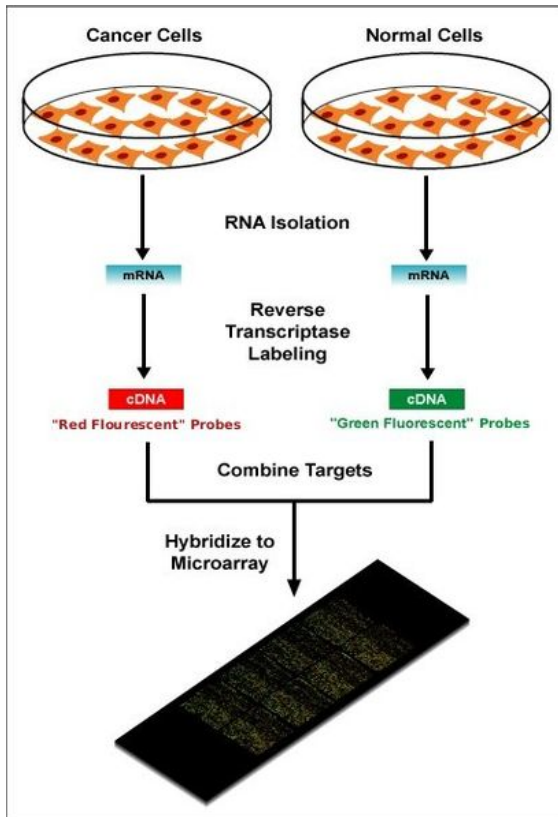 Cancer Cells
Normal Cells
RNA Isolation
mRNA
mRNA
Reverse
Transcriptase
Labeling
cDNA
cDNA
"Red Flourescent" Probes
"Green Fluorescent" Probes
Combine Targets
Hybridize to
Microarray